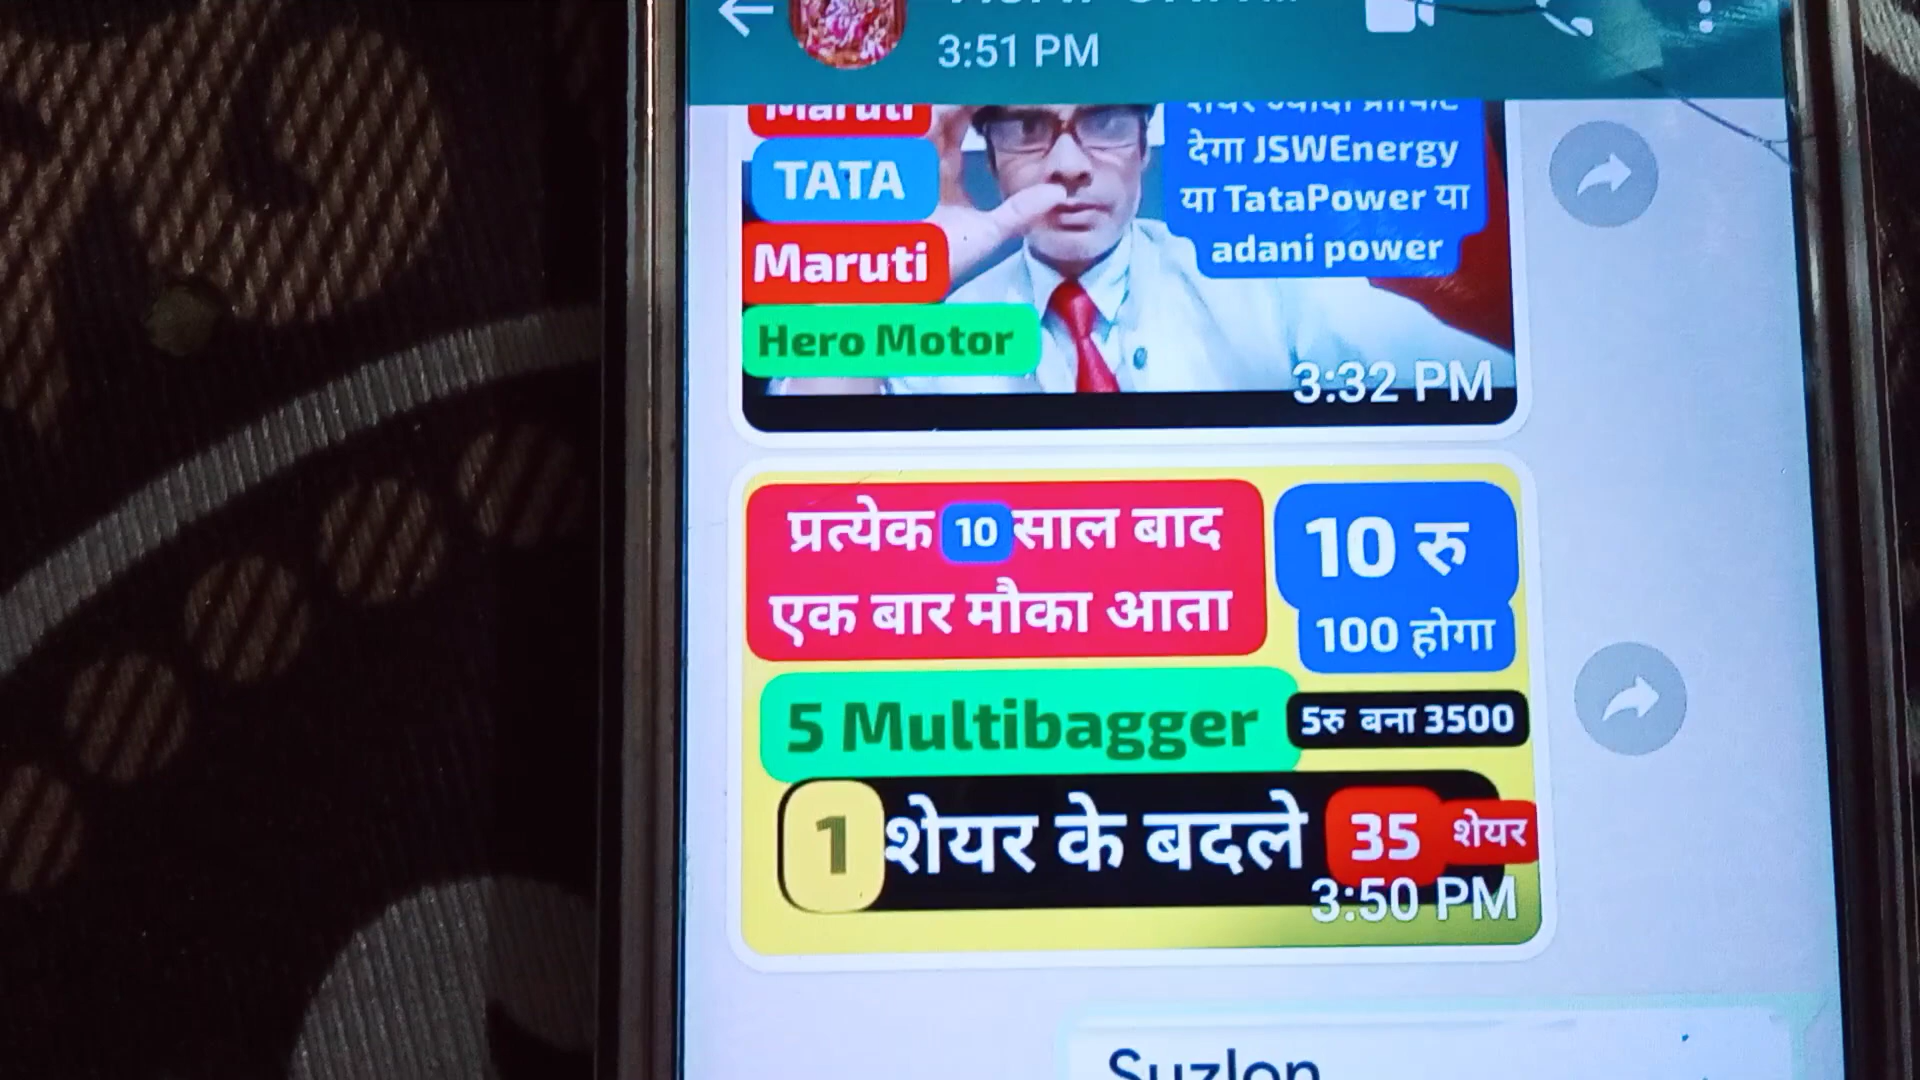 3:51 PM
Maruti
TATA
Maruti
Hero Motor
देगा JSWEnergy
या TataPower या
adani power
3:32 PM
प्रत्येक 10 साल बाद
एक बार मौका आता
10 रु
100 होगा
5 Multibagger
5रु बना 3500
1 शेयर के बदले 35 शेयर
3:50 PM
Suzlon